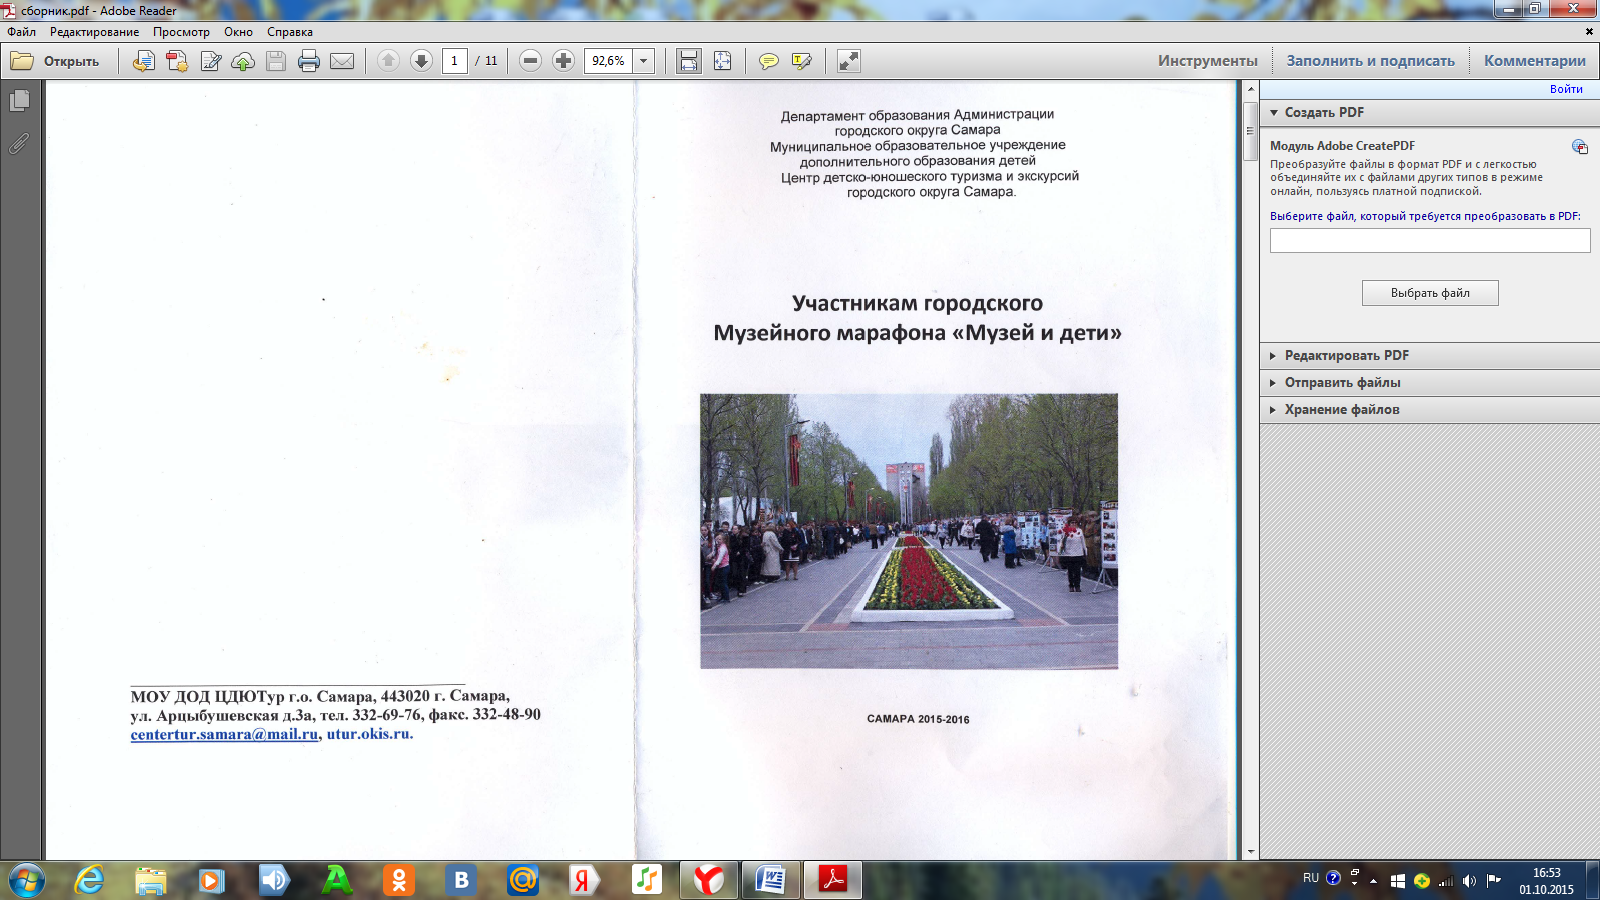 сборник.pdf - Adobe Reader
Файл Редактирование Просмотр Окно Справка
Открыть 1 / 11 92,6% Инструменты Заполнить и подписать Комментарии
Войти
Департамент образования Администрации
городского округа Самара
Муниципальное образовательное учреждение
дополнительного образования детей
Центр детско-юношеского туризма и экскурсий
городского округа Самара.
Участникам городского
Музейного марафона «Музей и дети»
САМАРА 2015-2016
МОУ ДОД ЦДЮТур г.о. Самара, 443020 г. Самара,
ул. Арцыбушевская д.3а, тел. 332-69-76, факс. 332-48-90
centertur.samara@mail.ru, utur.okis.ru.
Создать PDF
Модуль Adobe CreatePDF
Преобразуйте файлы в формат PDF и с легкостью
объединяйте их с файлами других типов в режиме
онлайн, пользуясь платной подпиской.
Выберите файл, который требуется преобразовать в PDF:
Выбрать файл
Редактировать PDF
Отправить файлы
Хранение файлов
RU
16:53
01.10.2015